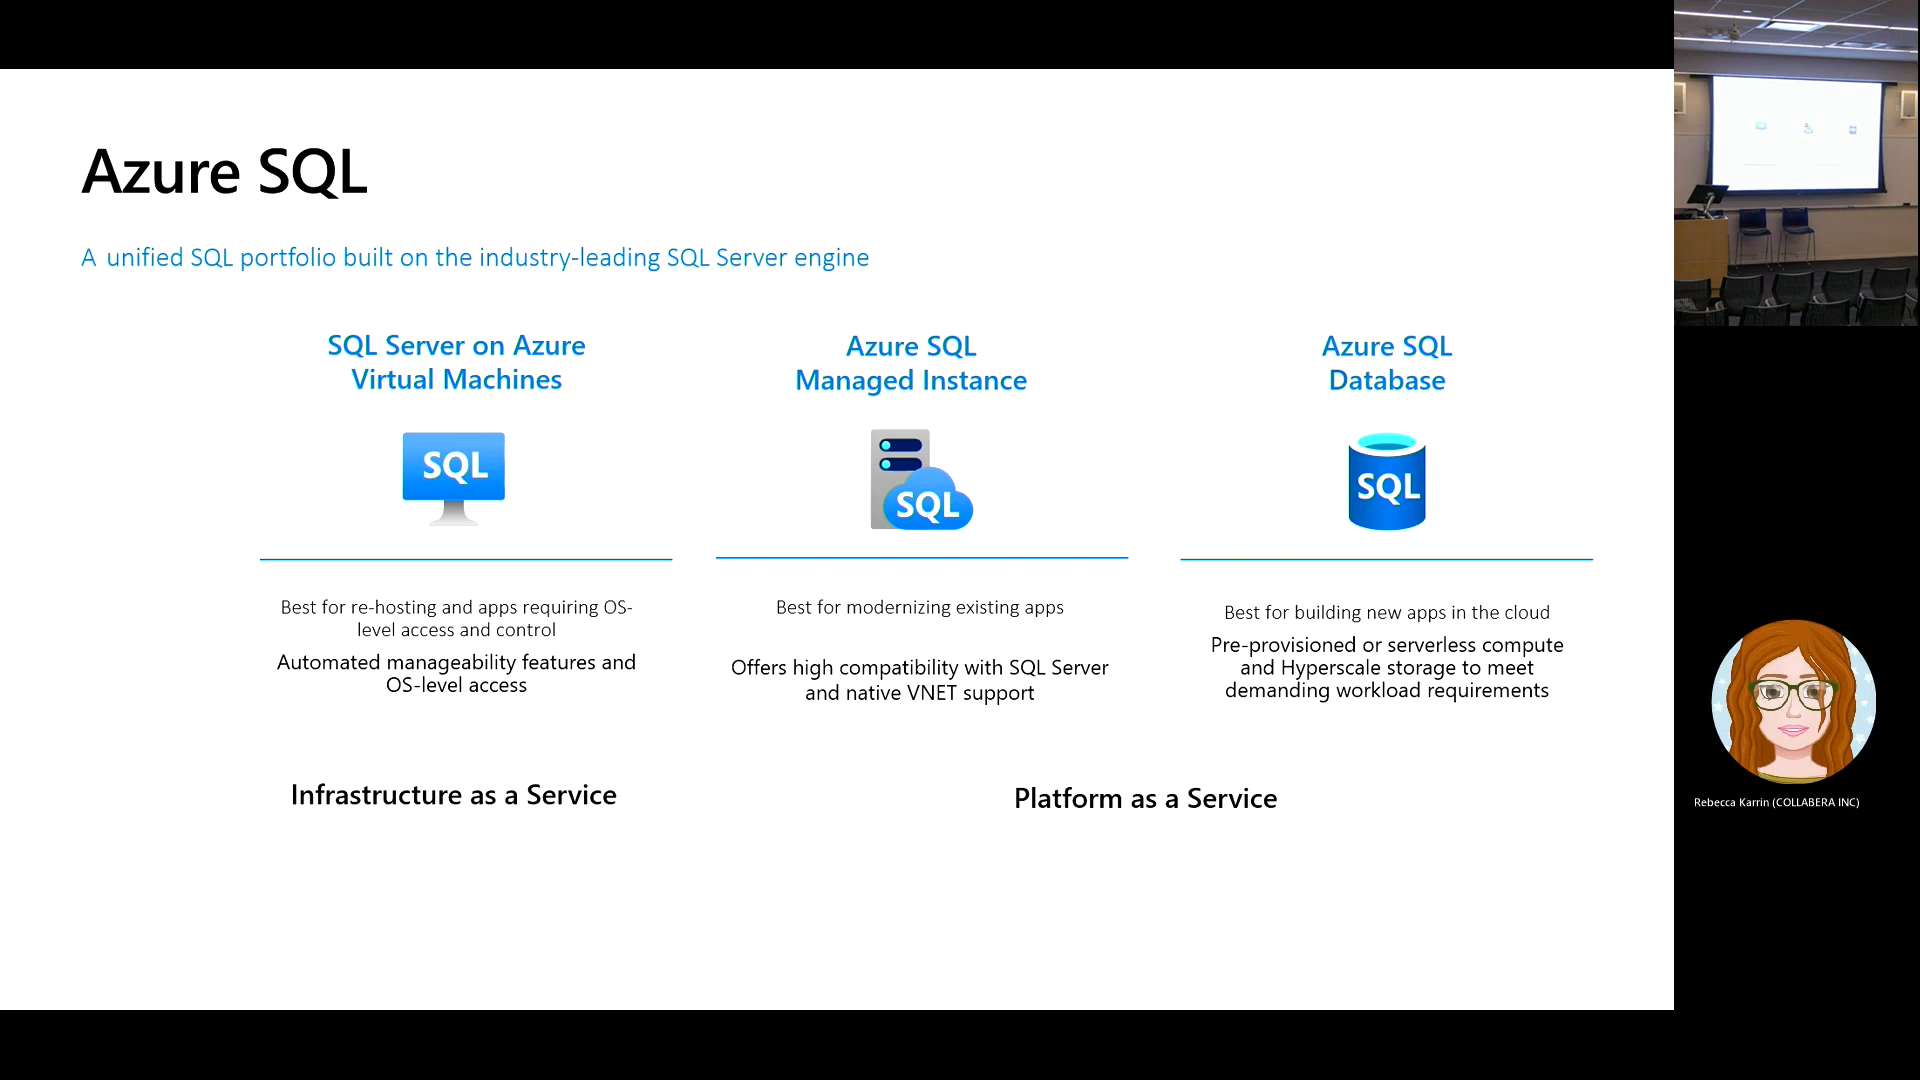 Azure SQL
A unified SQL portfolio built on the industry-leading SQL Server engine
SQL Server on Azure
Virtual Machines
SQL
Best for re-hosting and apps requiring OS-
level access and control
Automated manageability features and
OS-level access
Infrastructure as a Service
Azure SQL
Managed Instance
SQL
Best for modernizing existing apps
Offers high compatibility with SQL Server
and native VNET support
Azure SQL
Database
SQL
Best for building new apps in the cloud
Pre-provisioned or serverless compute
and Hyperscale storage to meet
demanding workload requirements
Platform as a Service
Rebecca Karrin (COLLABERA INC)